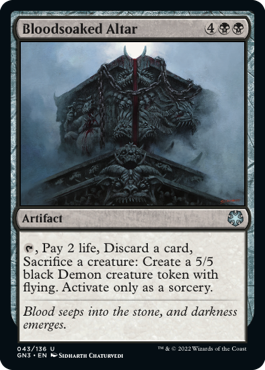 Bloodsoaked Altar 4
Artifact
, Pay 2 life, Discard a card,
Sacrifice a creature: Create a 5/5
black Demon creature token with
flying. Activate only as a sorcery.
Blood seeps into the stone, and darkness
emerges.
043/136 U
GN3 • EN Sidharth Chaturvedi
™ & © 2022 Wizards of the Coast